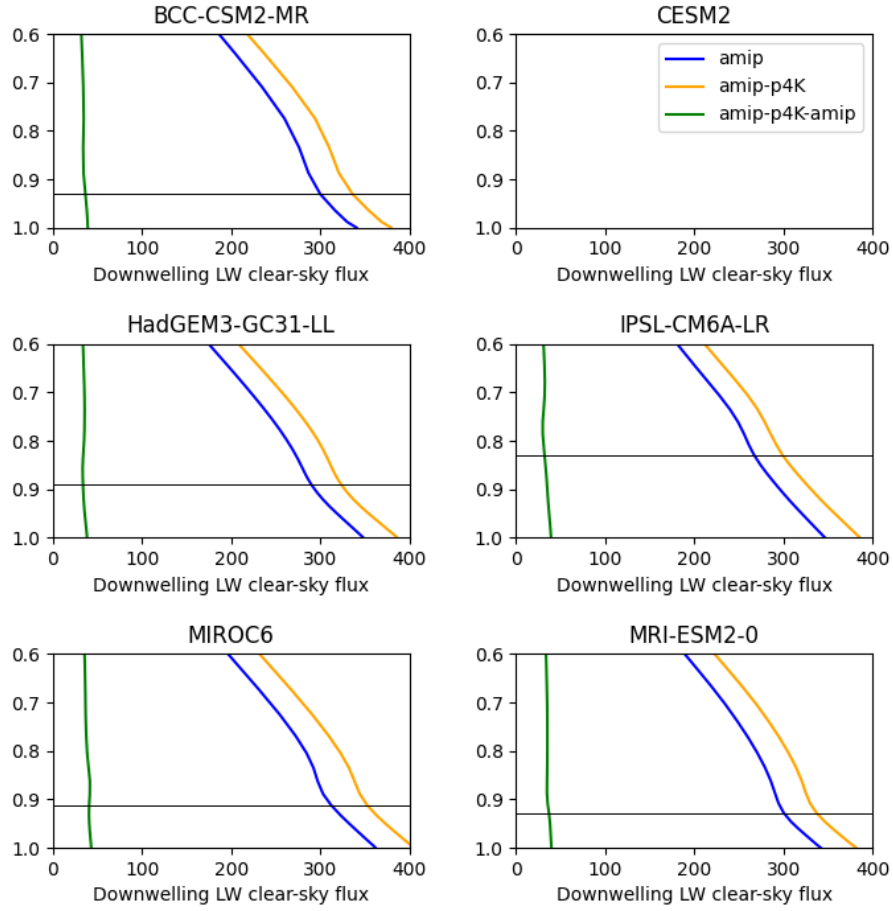 BCC-CSM2-MR
0.6
0.7
0.8
0.9
1.0
0 100 200 300 400
Downwelling LW clear-sky flux
CESM2
0.6
0.7
0.8
0.9
1.0
amip
amip-p4K
amip-p4K-amip
0 100 200 300 400
Downwelling LW clear-sky flux
HadGEM3-GC31-LL
0.6
0.7
0.8
0.9
1.0
0 100 200 300 400
Downwelling LW clear-sky flux
IPSL-CM6A-LR
0.6
0.7
0.8
0.9
1.0
0 100 200 300 400
Downwelling LW clear-sky flux
MIROC6
0.6
0.7
0.8
0.9
1.0
0 100 200 300 400
Downwelling LW clear-sky flux
MRI-ESM2-0
0.6
0.7
0.8
0.9
1.0
0 100 200 300 400
Downwelling LW clear-sky flux